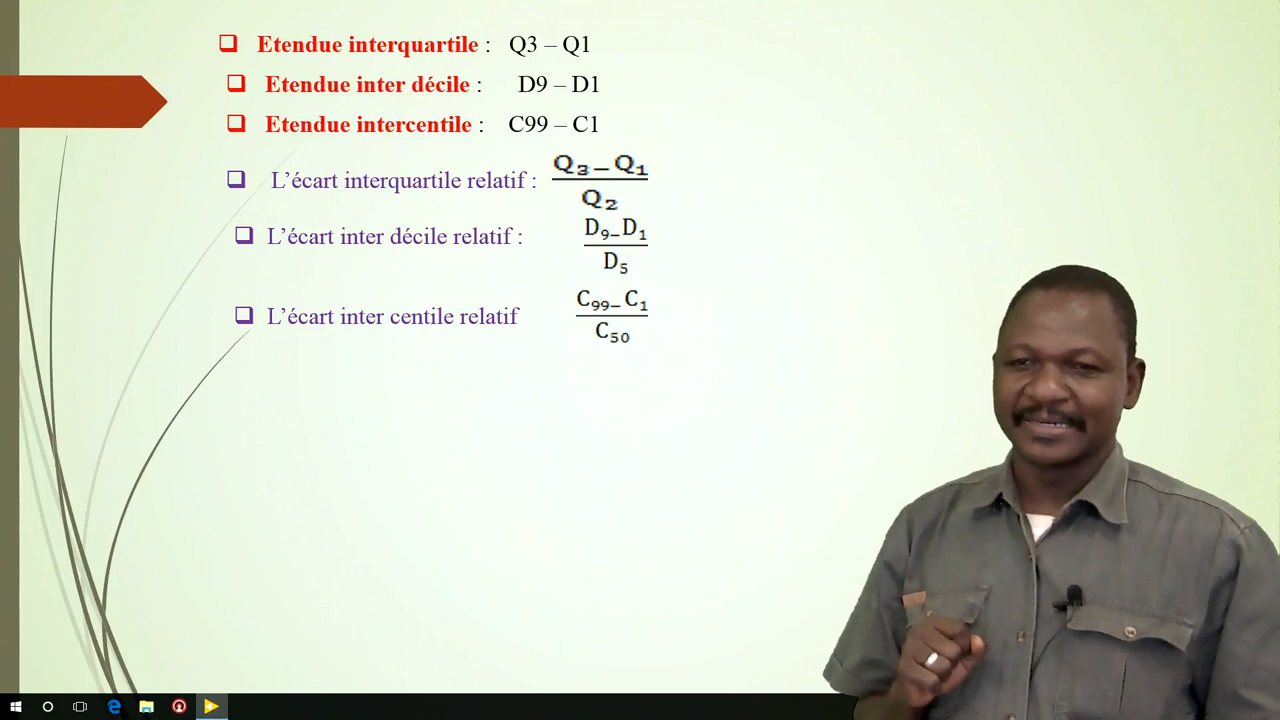 Etendue interquartile : Q3 – Q1
Etendue inter décile : D9 – D1
Etendue intercentile : C99 – C1
L’écart interquartile relatif : Q₃₋Q₁ / Q₂
L’écart inter décile relatif : D₉₋D₁ / D₅
L’écart inter centile relatif C₉₉₋C₁ / C₅₀